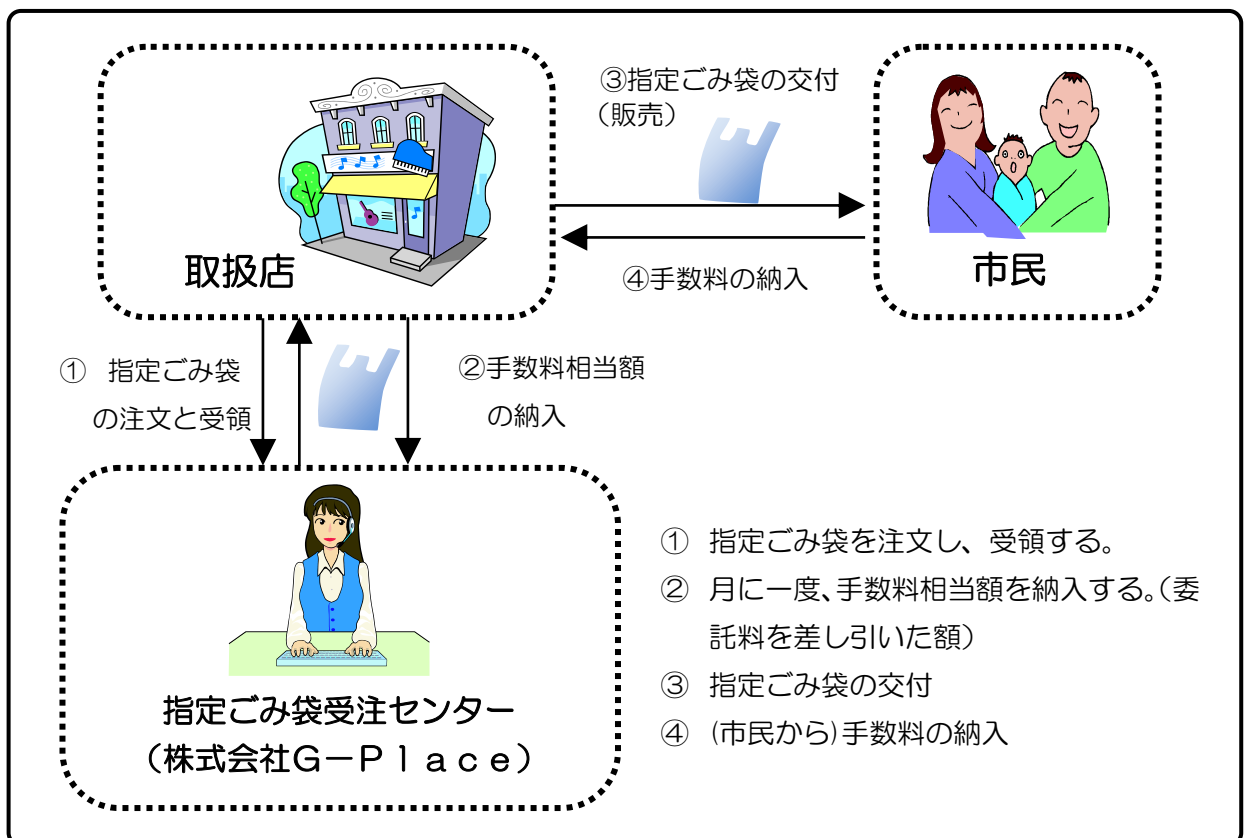 ③指定ごみ袋の交付
（販売）
取扱店
市民
④手数料の納入
① 指定ごみ袋
の注文と受領
②手数料相当額
の納入
指定ごみ袋受注センター
（株式会社G－Ｐｌａｃｅ）
① 指定ごみ袋を注文し、受領する。
② 月に一度、手数料相当額を納入する。（委
託料を差し引いた額）
③ 指定ごみ袋の交付
④ (市民から)手数料の納入